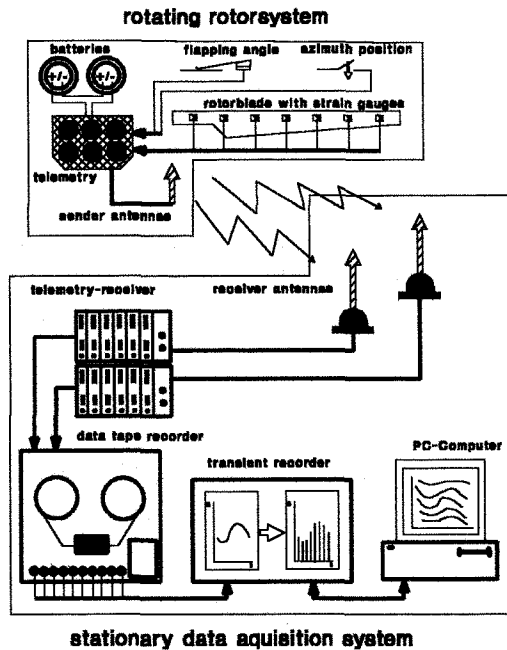 rotating rotorsystem
batteries
flapping angle
azimuth position
+/-
+/-
rotorblade with strain gauges
telemetry
sender antennas
telemetry-receiver
receiver antennas
data tape recorder
transient recorder
PC-Computer
stationary data aquisition system